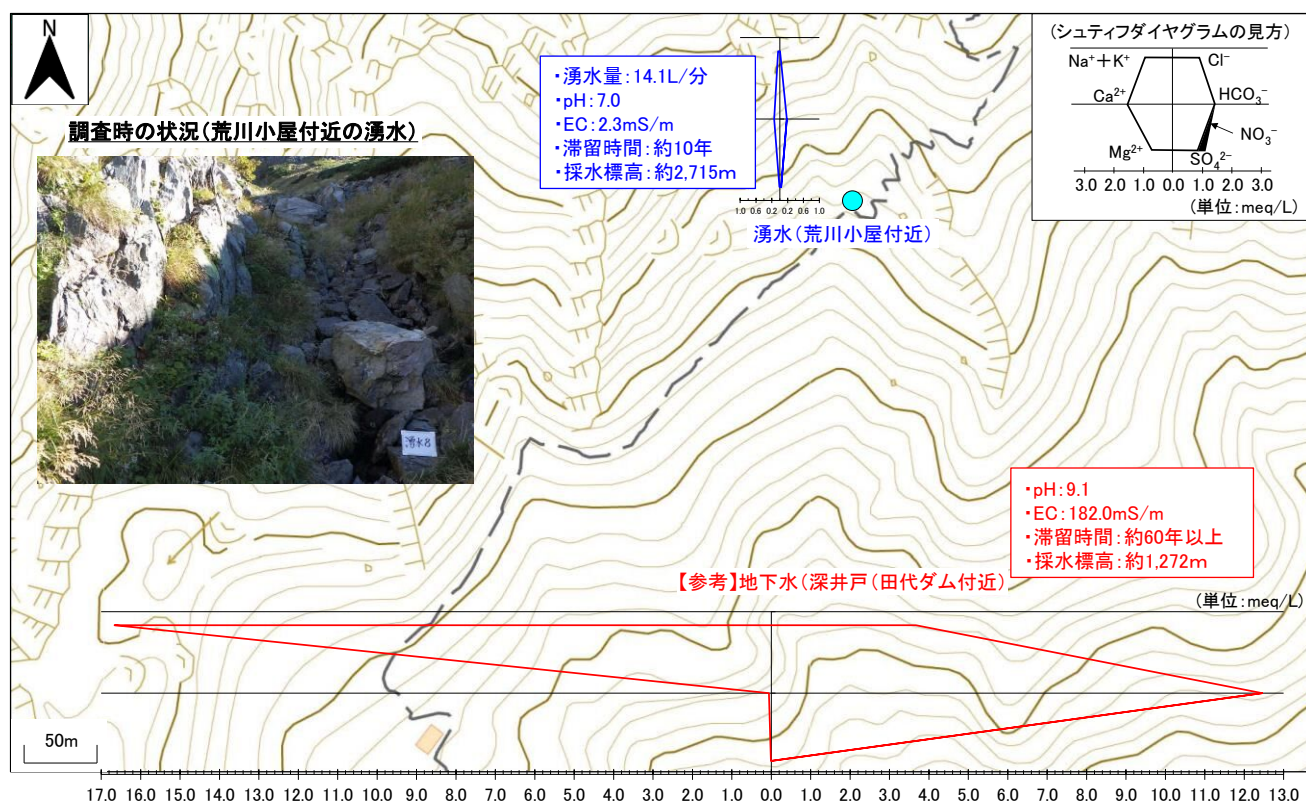 N
調査時の状況(荒川小屋付近の湧水)
湧水8
・湧水量:14.1L/分
・pH:7.0
・EC:2.3mS/m
・滞留時間:約10年
・採水標高:約2,715m
1.0 0.6 0.2 0.2 0.6 1.0
湧水(荒川小屋付近)
(シュティフダイヤグラムの見方)
Na⁺+K⁺ Cl⁻
Ca²⁺ HCO₃⁻
NO₃⁻
Mg²⁺ SO₄²⁻
3.0 2.0 1.0 0.0 1.0 2.0 3.0
(単位:meq/L)
・pH:9.1
・EC:182.0mS/m
・滞留時間:約60年以上
・採水標高:約1,272m
【参考】地下水(深井戸(田代ダム付近)
(単位:meq/L)
50m
17.0 16.0 15.0 14.0 13.0 12.0 11.0 10.0 9.0 8.0 7.0 6.0 5.0 4.0 3.0 2.0 1.0 0.0 1.0 2.0 3.0 4.0 5.0 6.0 7.0 8.0 9.0 10.0 11.0 12.0 13.0